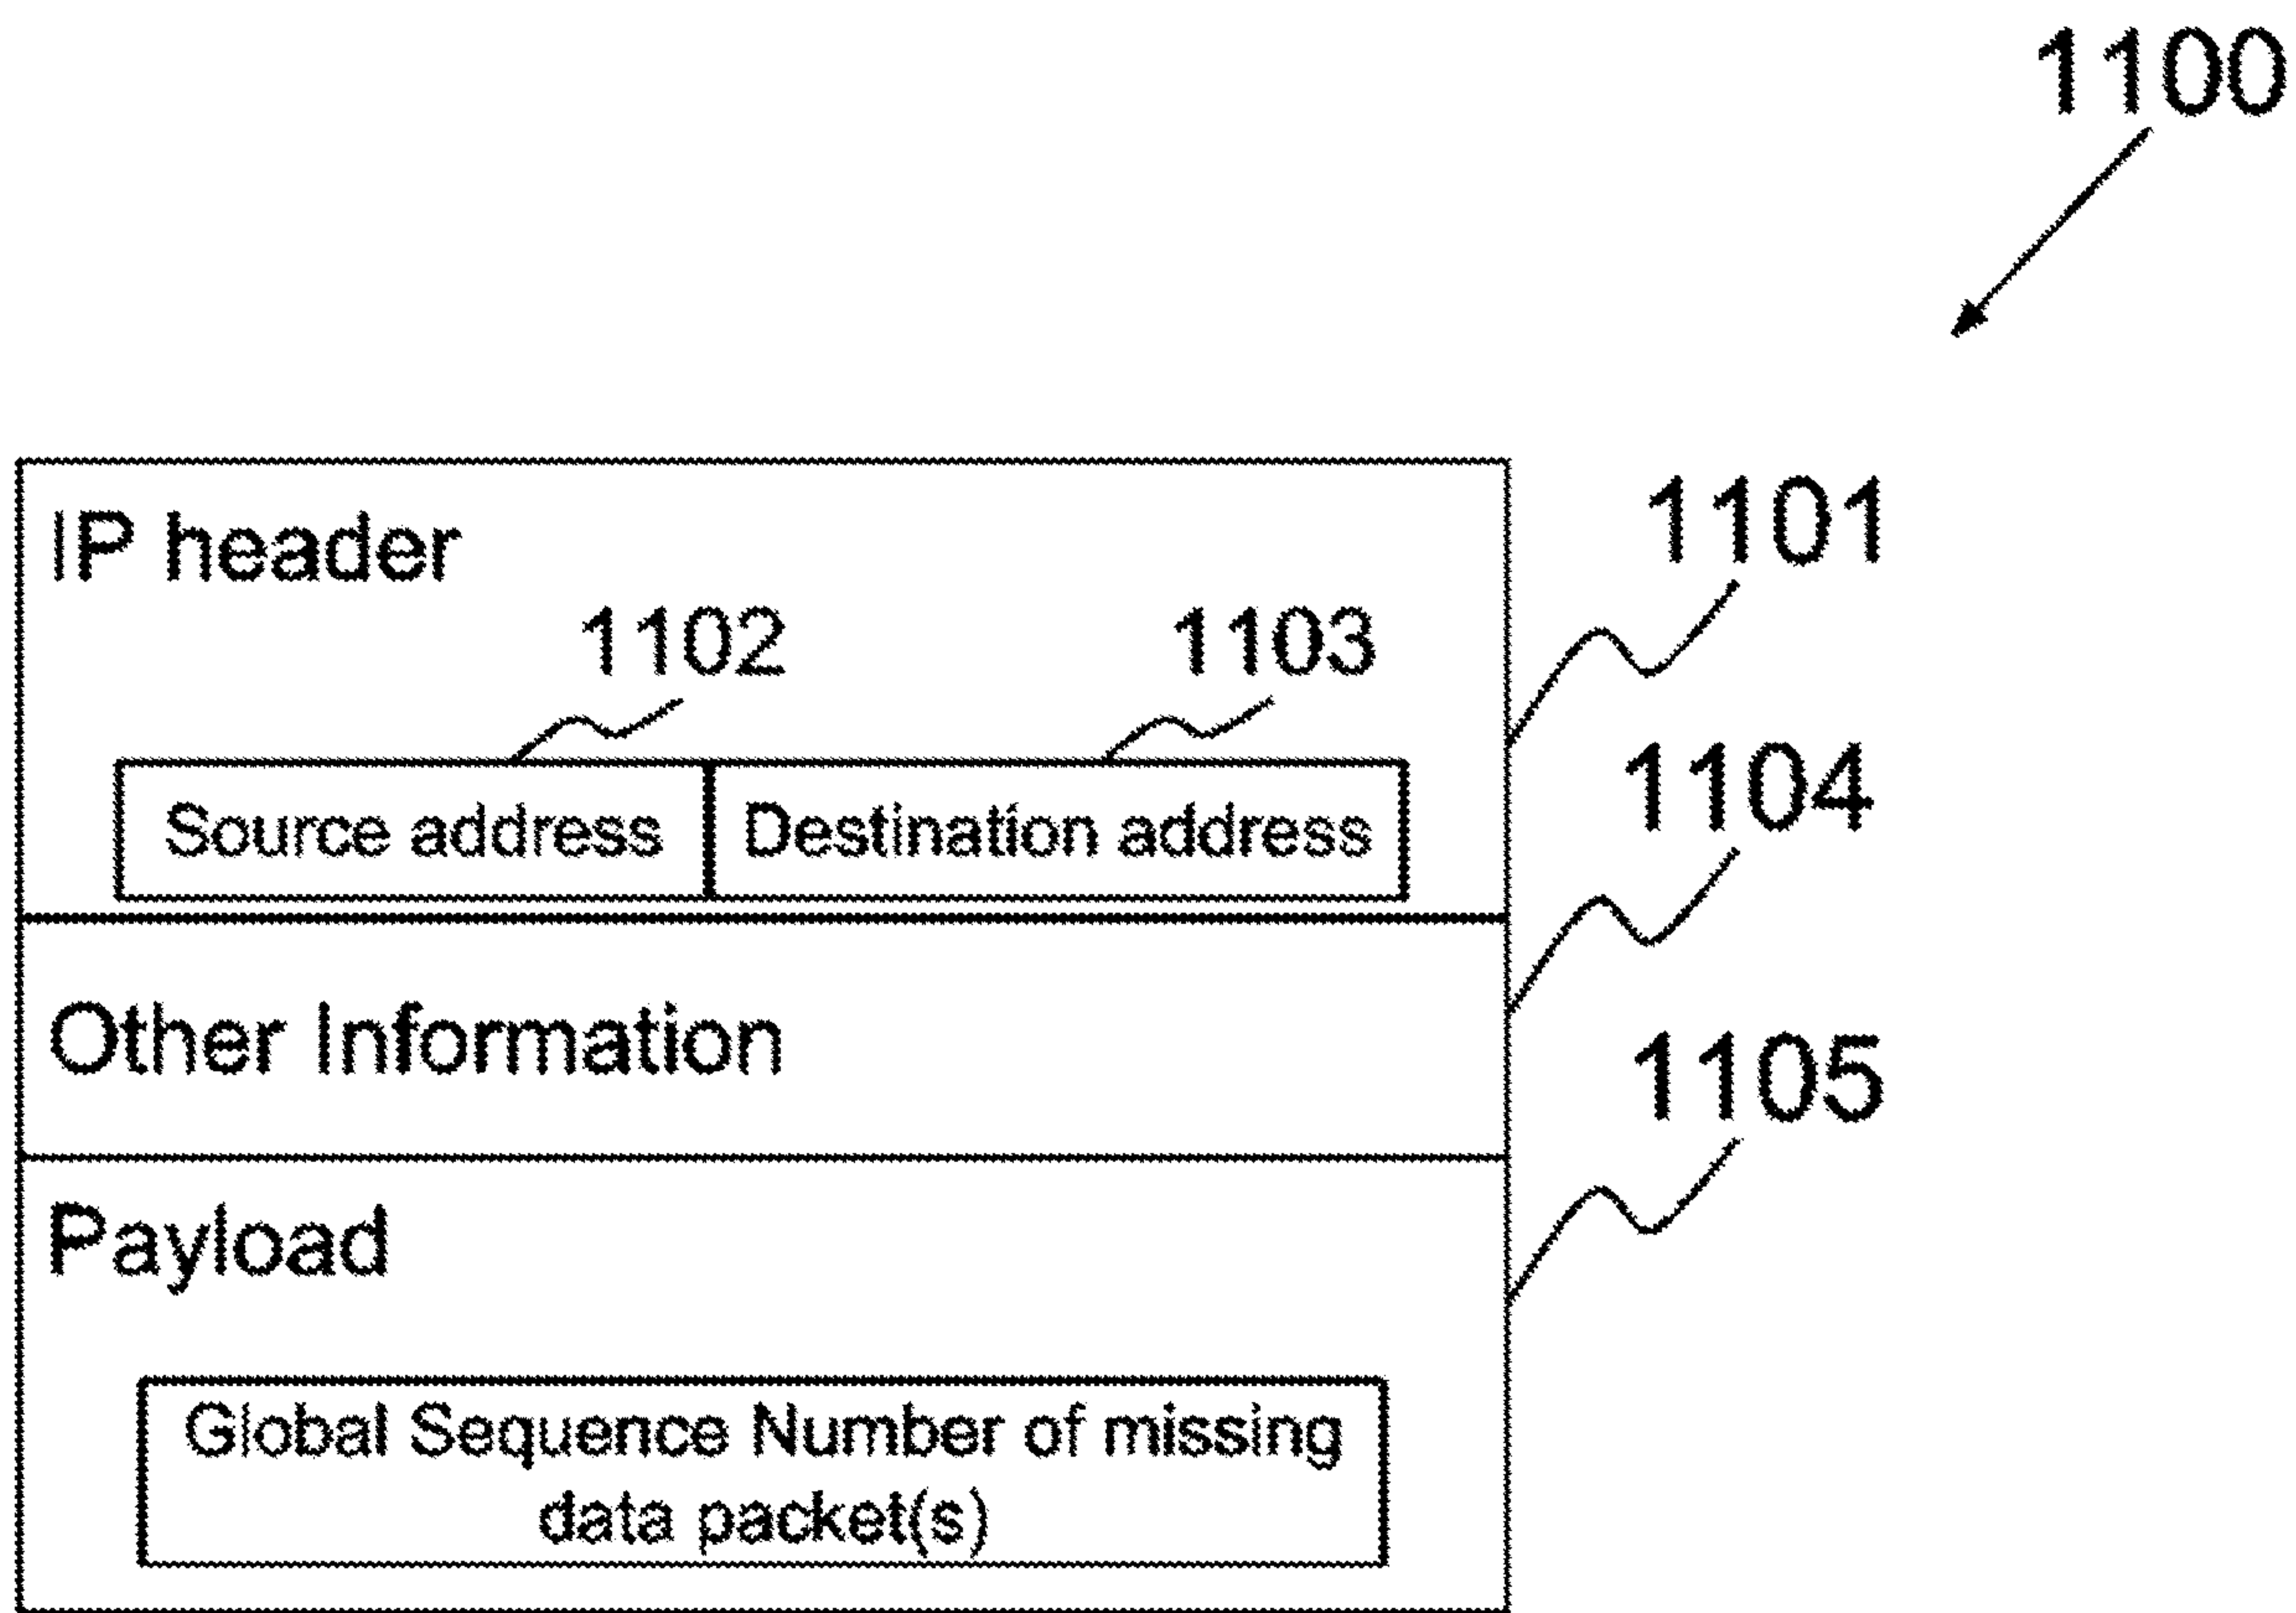 1100
IP header
1101
1102
1103
Source address
Destination address
1104
Other Information
1105
Payload
Global Sequence Number of missing
data packet(s)